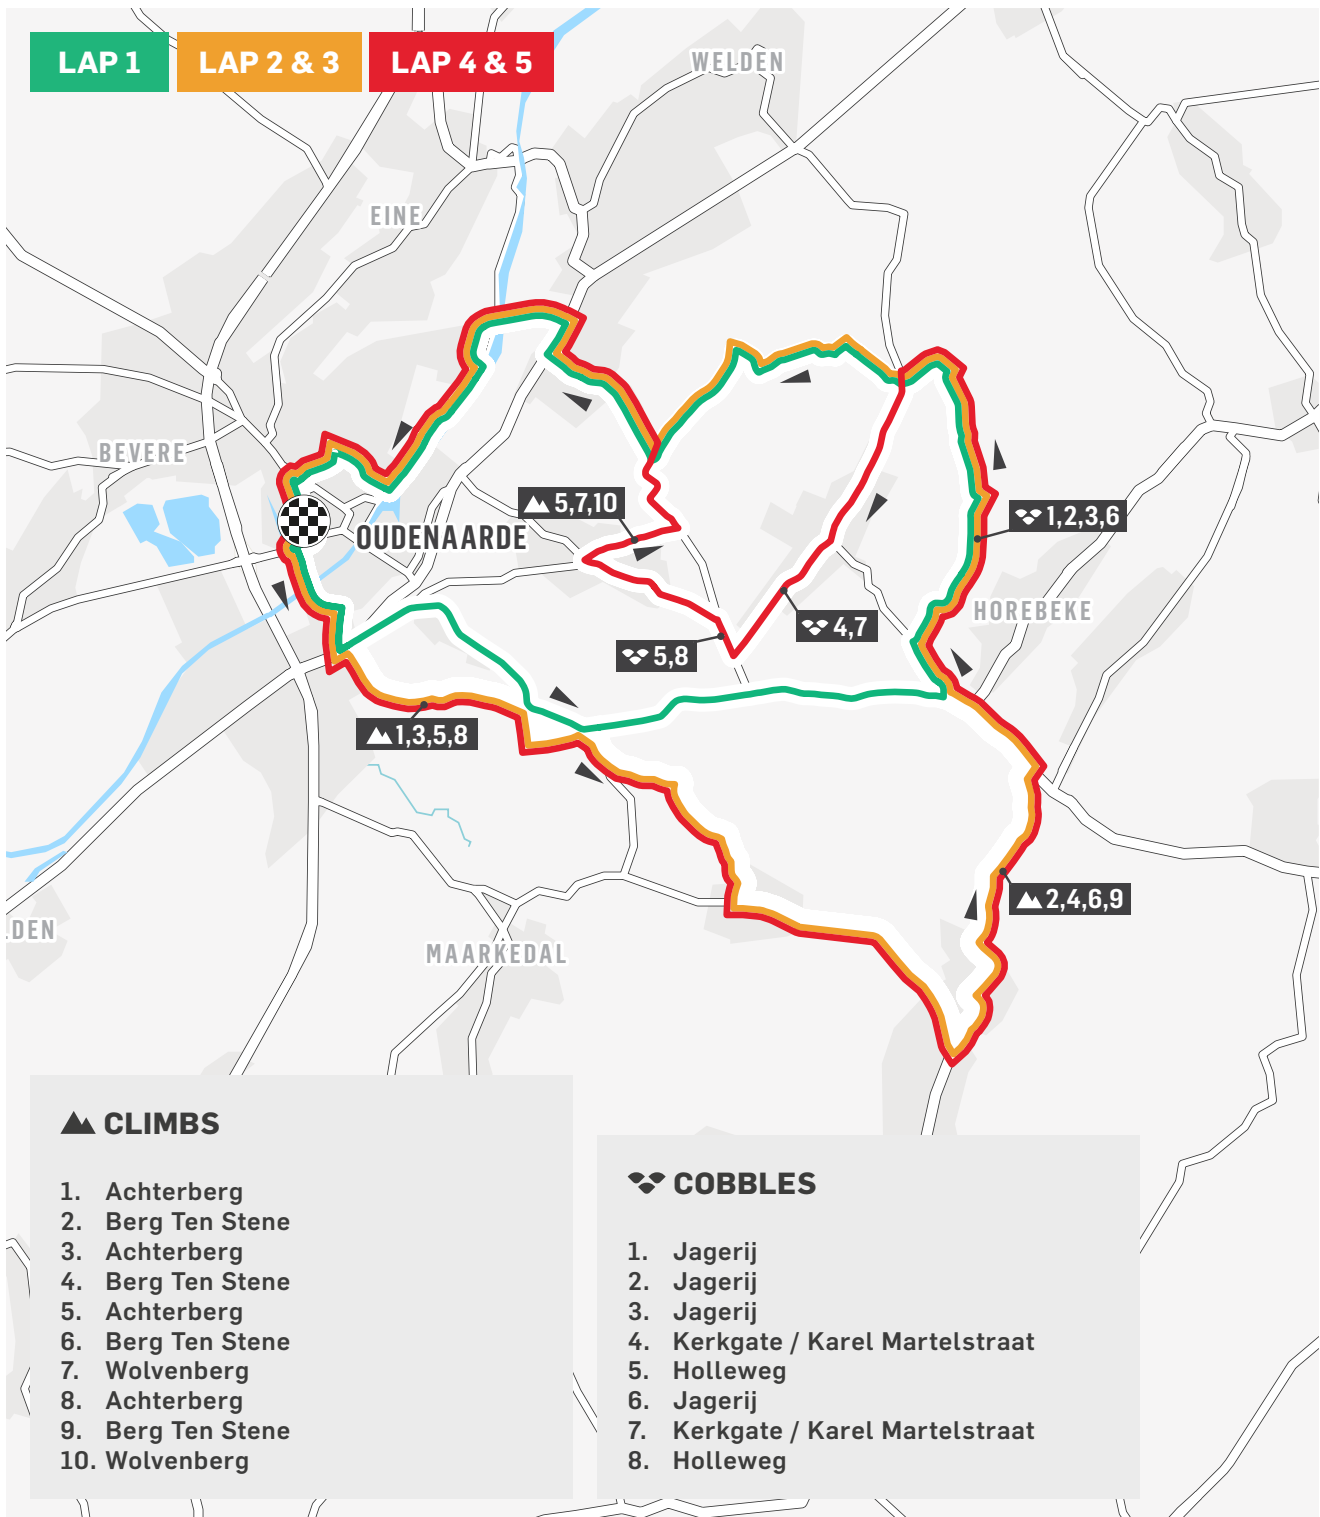 LAP 1
LAP 2 & 3
LAP 4 & 5
WELDEN
EINE
BEVERE
5,7,10
OUDENAARDE
1,2,3,6
HOREBEKE
4,7
5,8
1,3,5,8
2,4,6,9
.DEN
MAARKEDAL
CLIMBS
1. Achterberg
2. Berg Ten Stene
3. Achterberg
4. Berg Ten Stene
5. Achterberg
6. Berg Ten Stene
7. Wolvenberg
8. Achterberg
9. Berg Ten Stene
10. Wolvenberg
COBBLES
1. Jagerij
2. Jagerij
3. Jagerij
4. Kerkgate / Karel Martelstraat
5. Holleweg
6. Jagerij
7. Kerkgate / Karel Martelstraat
8. Holleweg